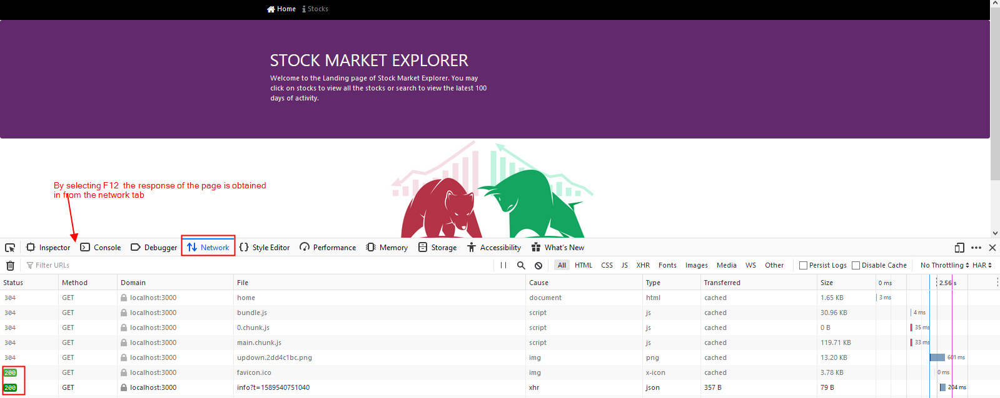 Home Stocks
STOCK MARKET EXPLORER
Welcome to the Landing page of Stock Market Explorer. You may
click on stocks to view all the stocks or search to view the latest 100
days of activity.
By selecting F12 the response of the page is obtained
in from the network tab
Inspector Console Debugger Network Style Editor Performance Memory Storage Accessibility What's New
Filter URLs All HTML CSS JS XHR Fonts Images Media WS Other Persist Logs Disable Cache No Throttling HAR
Status Method Domain File Cause Type Transferred Size 0 ms 2.56 s
304 GET localhost:3000 home document html cached 1.65 KB 3 ms
304 GET localhost:3000 bundle.js script js cached 30.96 KB 4 ms
304 GET localhost:3000 0.chunk.js script js cached 0 B 35 ms
304 GET localhost:3000 main.chunk.js script js cached 119.71 KB 33 ms
304 GET localhost:3000 updown.2dd4c1bc.png img png cached 13.20 KB 601 ms
200 GET localhost:3000 favicon.ico img x-icon cached 3.78 KB 0 ms
200 GET localhost:3000 info?t=1589540751040 xhr json 357 B 79 B 204 ms